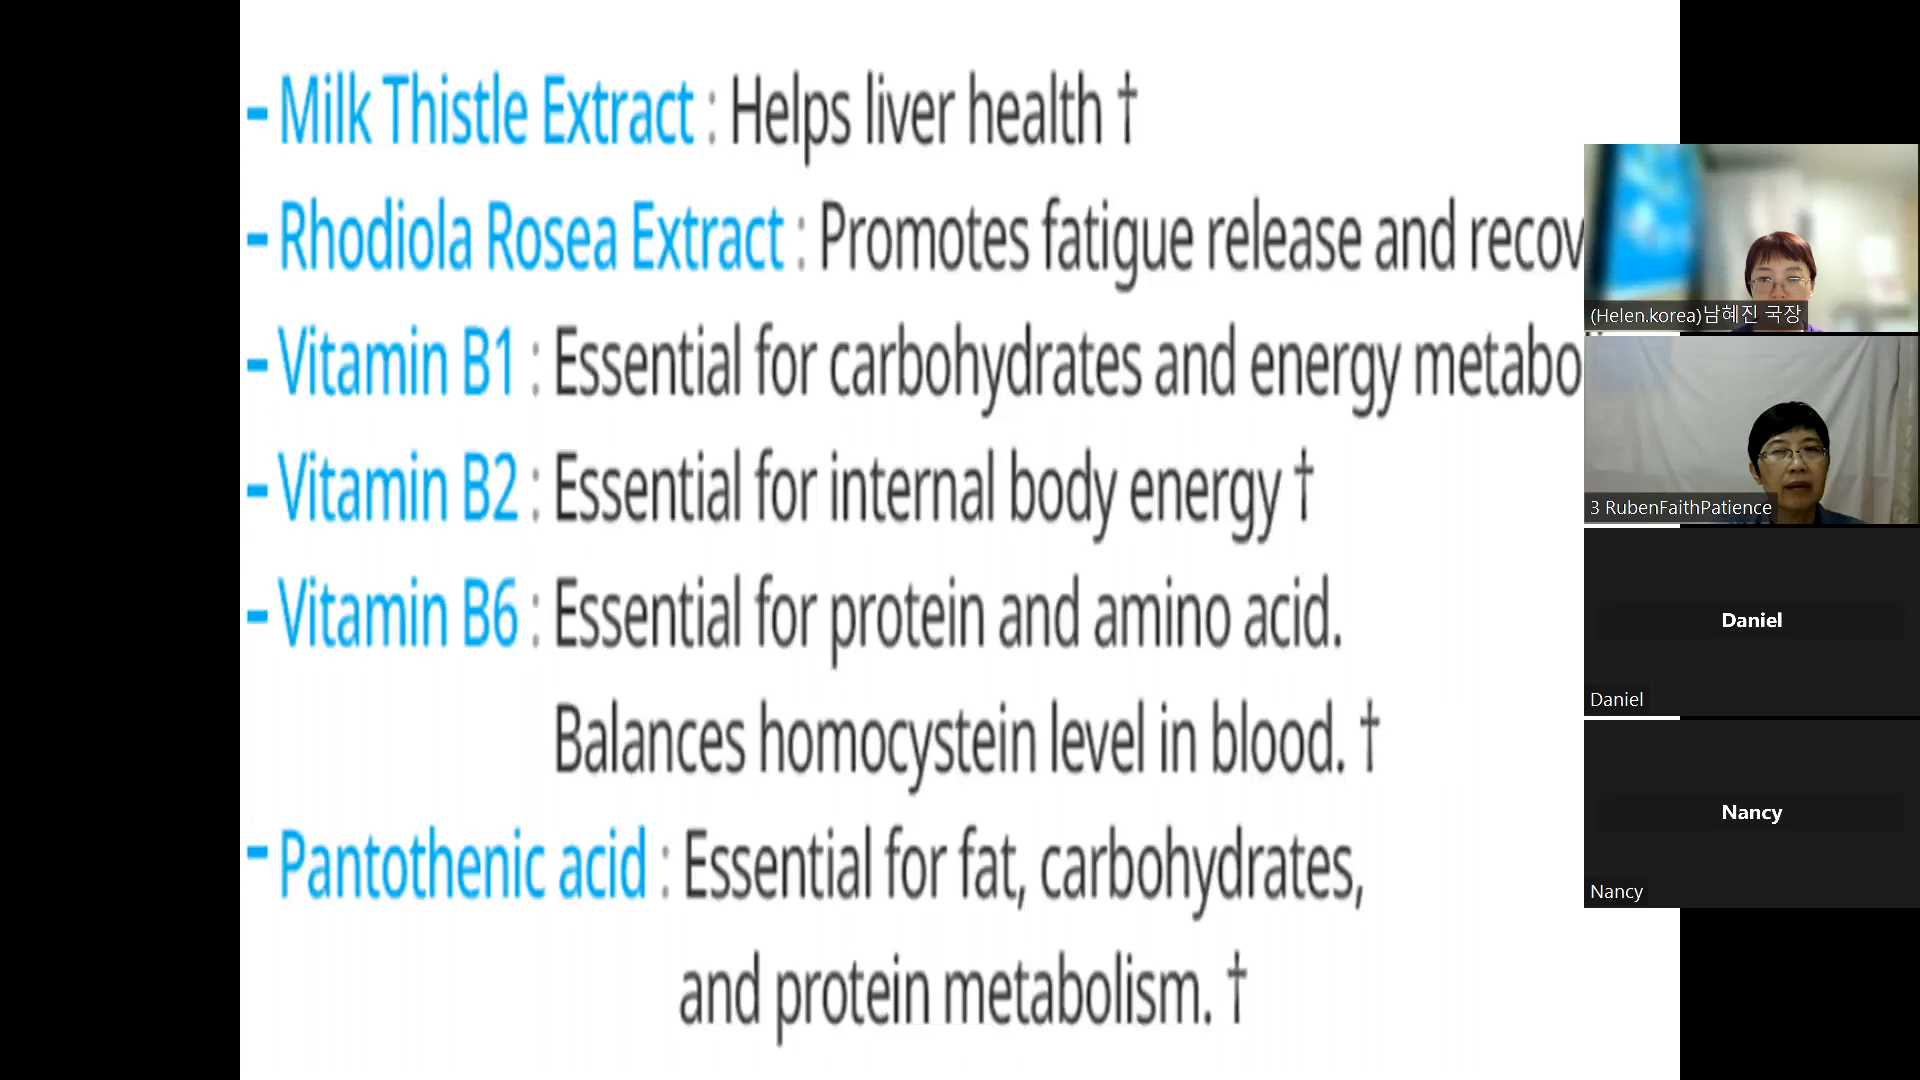 - Milk Thistle Extract : Helps liver health †
- Rhodiola Rosea Extract : Promotes fatigue release and
- Vitamin B1 : Essential for carbohydrates and energy
- Vitamin B2 : Essential for internal body energy †
- Vitamin B6 : Essential for protein and amino acid.
Balances homocystein level in blood. †
- Pantothenic acid : Essential for fat, carbohydrates,
and protein metabolism. †
(Helen.korea)남혜진 국장
3 RubenFaithPatience
Daniel
Daniel
Nancy
Nancy